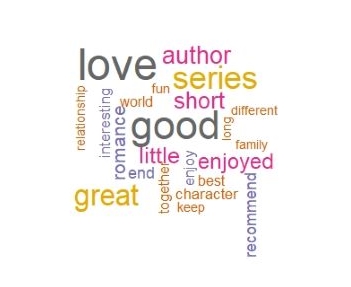 love
author
series
fun
world
short
relationship
interesting
romance
good
long
different
family
little
enjoyed
end
enjoy
together
best
great
character
keep
recommend